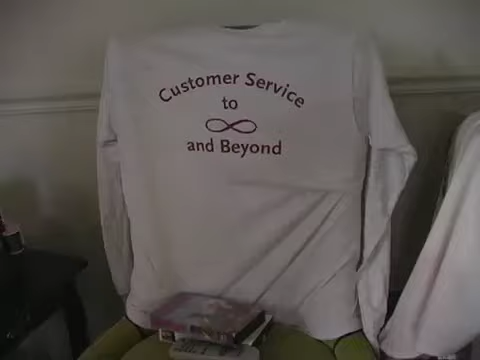 Customer Service
to
∞
and Beyond